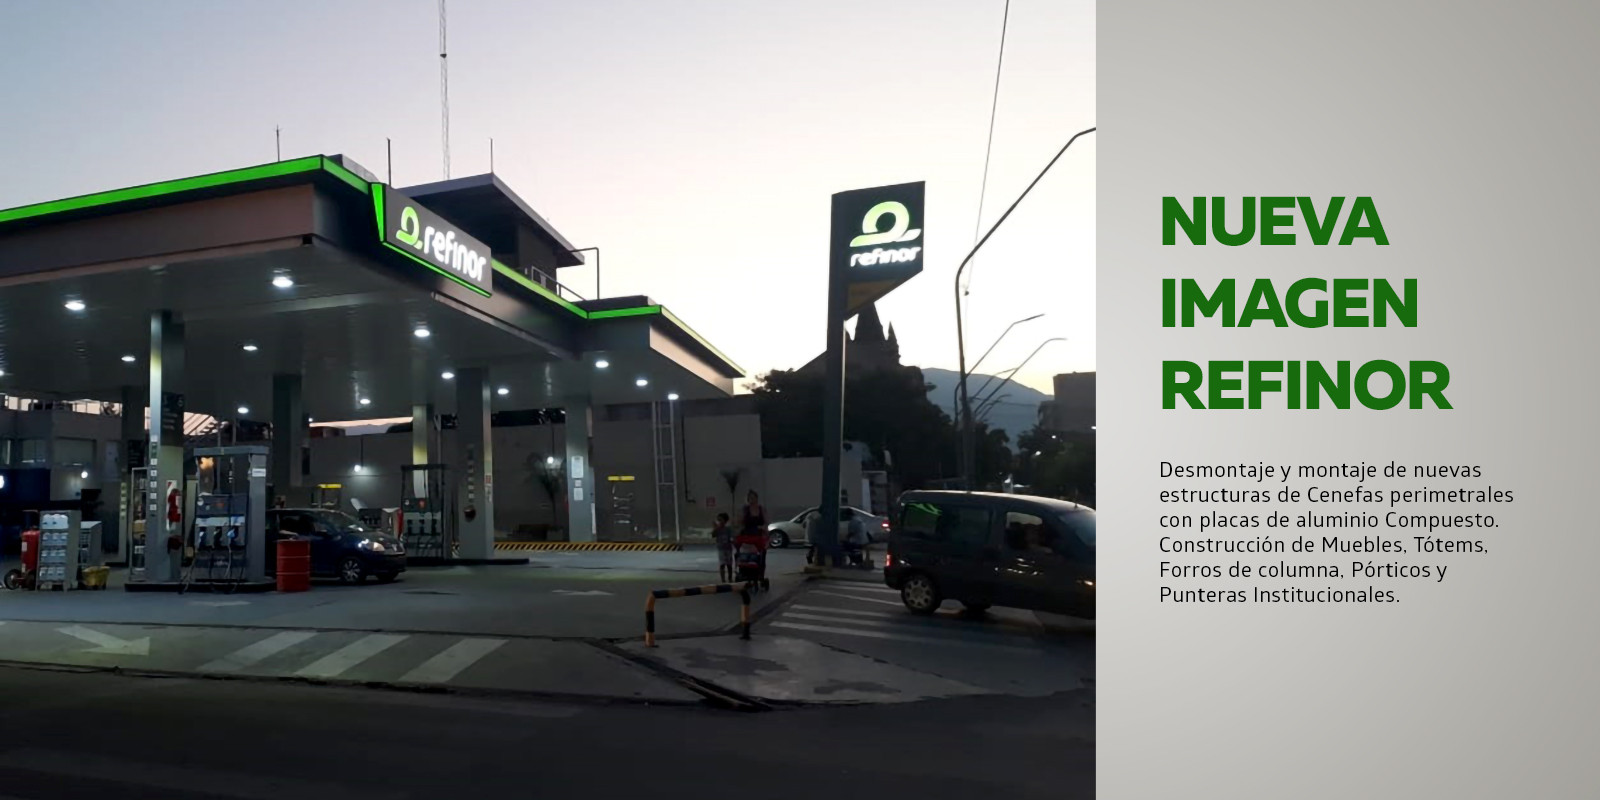 refinor
refinor
NUEVA
IMAGEN
REFINOR
Desmontaje y montaje de nuevas
estructuras de Cenefas perimetrales
con placas de aluminio Compuesto.
Construcción de Muebles, Tótems,
Forros de columna, Pórticos y
Punteras Institucionales.